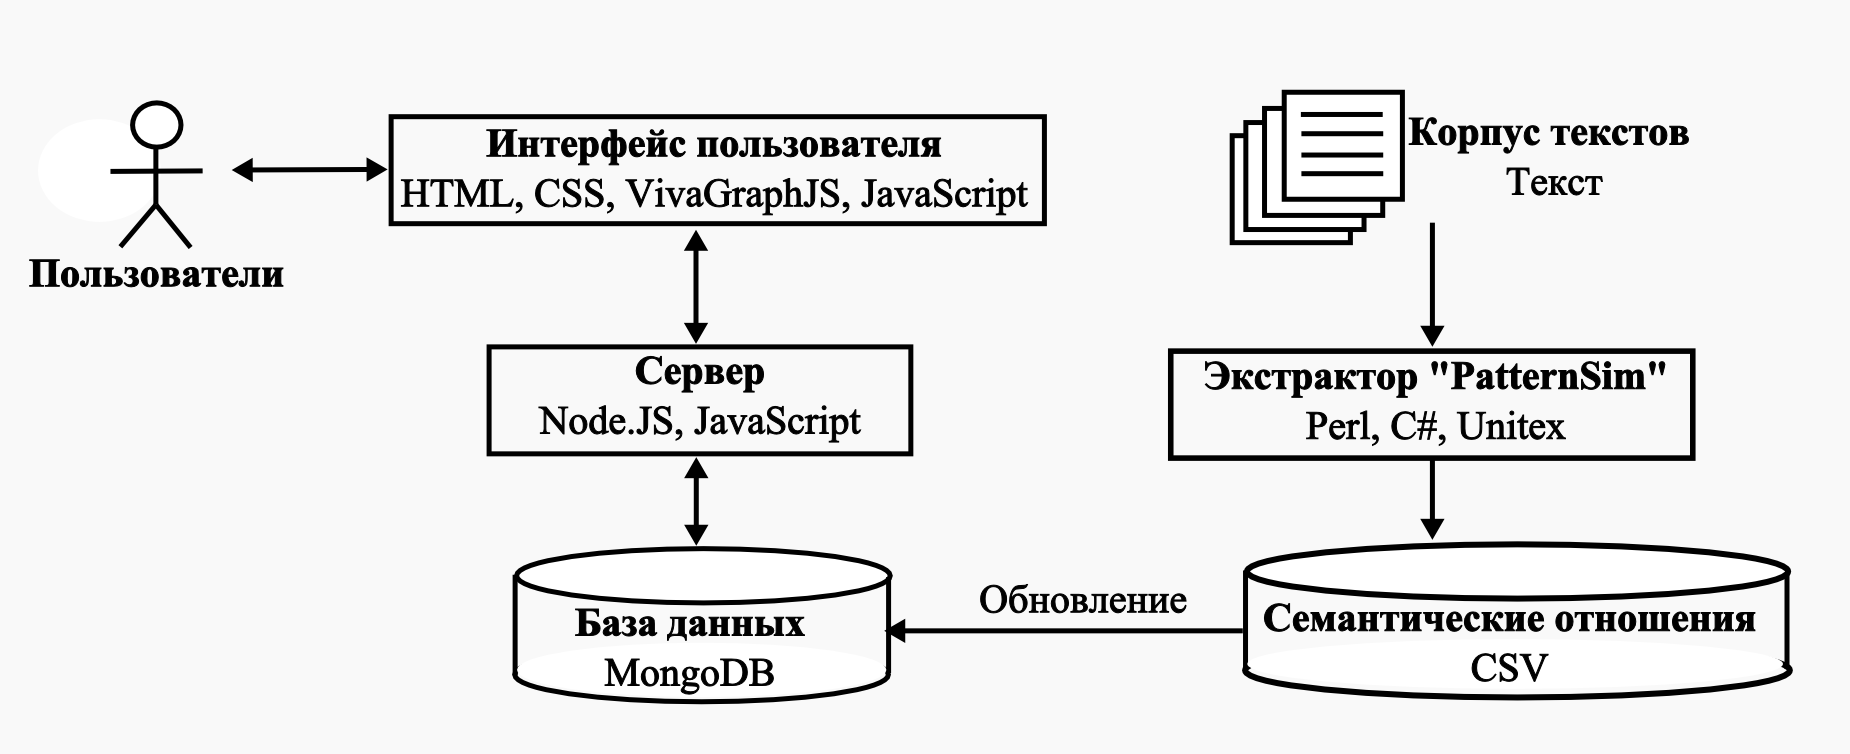 Пользователи
Интерфейс пользователя
HTML, CSS, VivaGraphJS, JavaScript
Сервер
Node.JS, JavaScript
База данных
MongoDB
Обновление
Корпус текстов
Текст
Экстрактор "PatternSim"
Perl, C#, Unitex
Семантические отношения
CSV